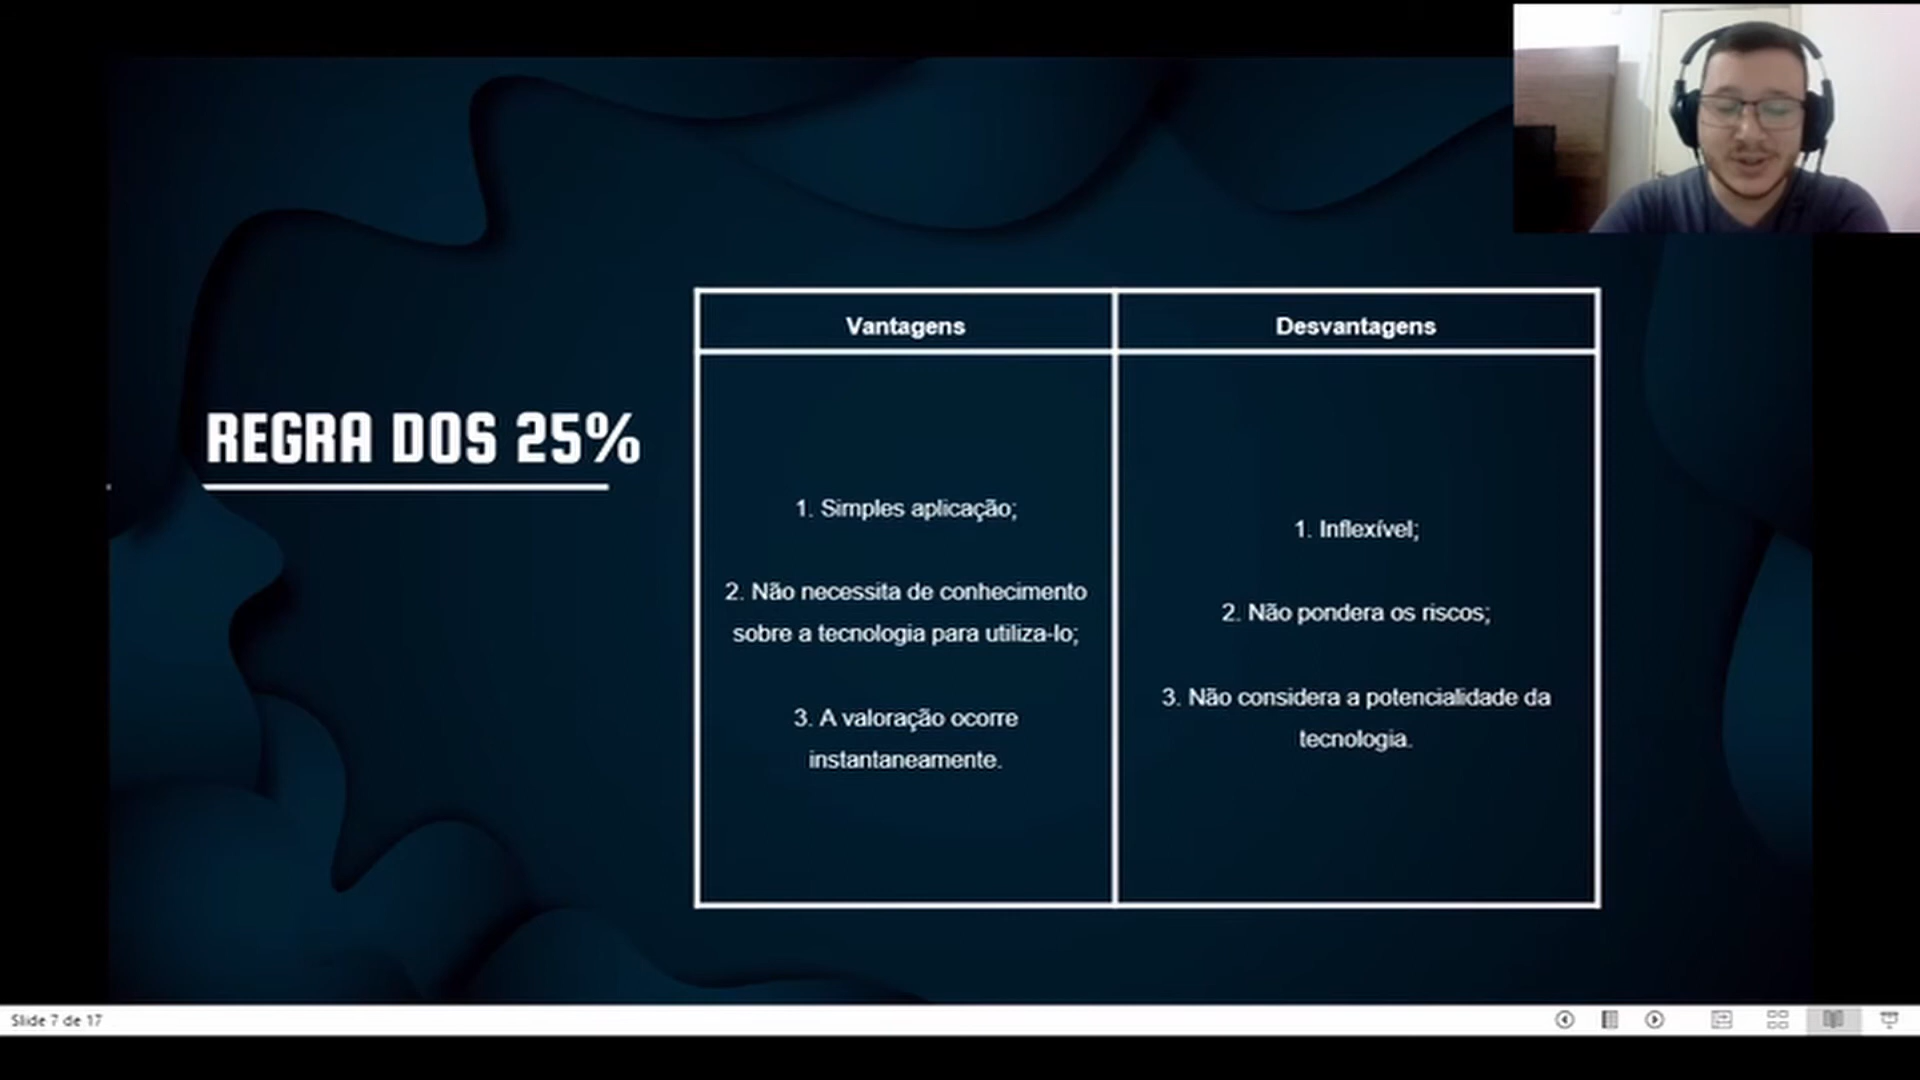 REGRA DOS 25%
Vantagens
Desvantagens
1. Simples aplicação;
2. Não necessita de conhecimento
sobre a tecnologia para utiliza-lo;
3. A valoração ocorre
instantaneamente.
1. Inflexível;
2. Não pondera os riscos;
3. Não considera a potencialidade da
tecnologia.
Slide 7 de 17